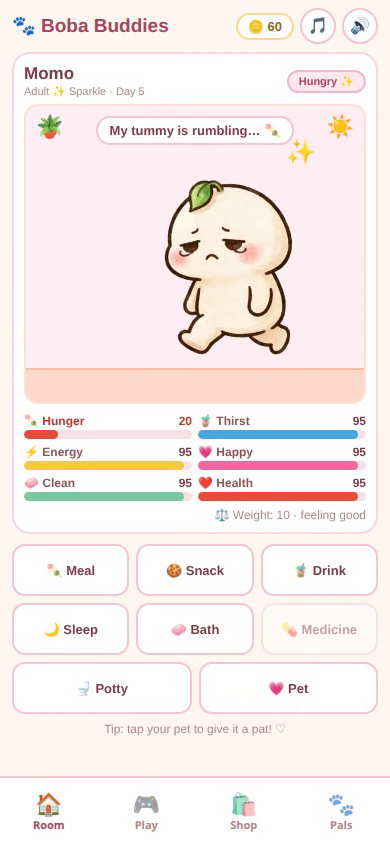 Boba Buddies
60
Momo
Adult ✨ Sparkle · Day 5
Hungry ✨
My tummy is rumbling... 🍡
Hunger 20
Thirst 95
Energy 95
Happy 95
Clean 95
Health 95
Weight: 10 · feeling good
Meal
Snack
Drink
Sleep
Bath
Medicine
Potty
Pet
Tip: tap your pet to give it a pat! ♡
Room
Play
Shop
Pals